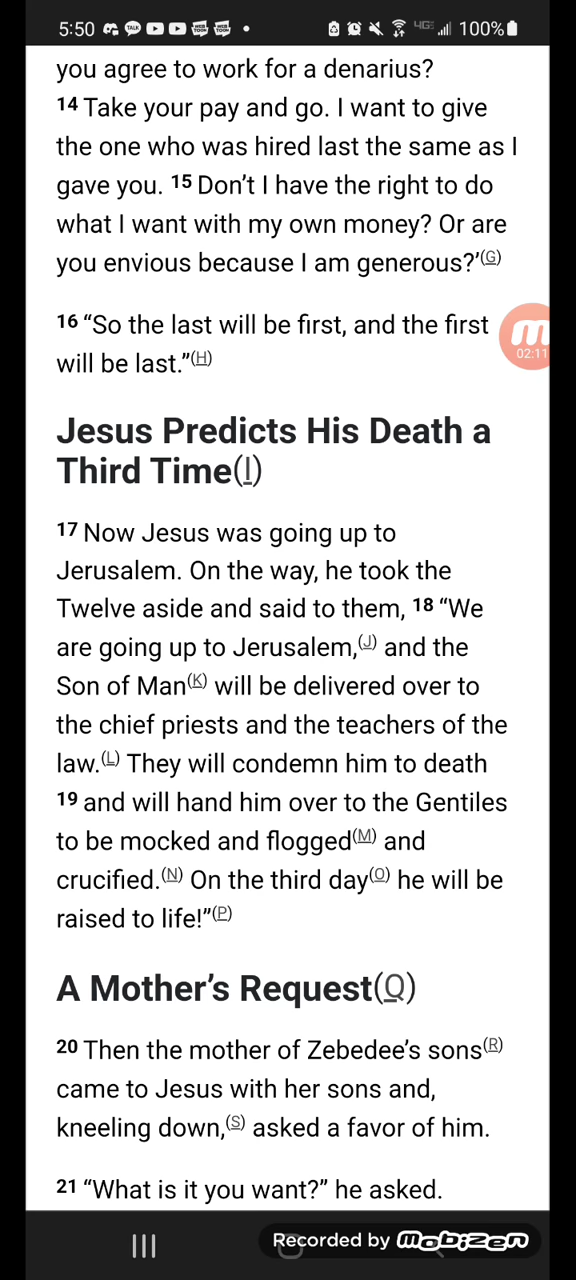 5:50 TALK WEB TOON WEB TOON 4GE 100%
you agree to work for a denarius?
14 Take your pay and go. I want to give
the one who was hired last the same as I
gave you. 15 Don’t I have the right to do
what I want with my own money? Or are
you envious because I am generous?’(G)
16 “So the last will be first, and the first
will be last.”(H)
m
02:11
Jesus Predicts His Death a
Third Time(I)
17 Now Jesus was going up to
Jerusalem. On the way, he took the
Twelve aside and said to them, 18 “We
are going up to Jerusalem,(J) and the
Son of Man(K) will be delivered over to
the chief priests and the teachers of the
law.(L) They will condemn him to death
19 and will hand him over to the Gentiles
to be mocked and flogged(M) and
crucified.(N) On the third day(O) he will be
raised to life!”(P)
A Mother’s Request(Q)
20 Then the mother of Zebedee’s sons(R)
came to Jesus with her sons and,
kneeling down,(S) asked a favor of him.
21 “What is it you want?” he asked.
Recorded by mobizen